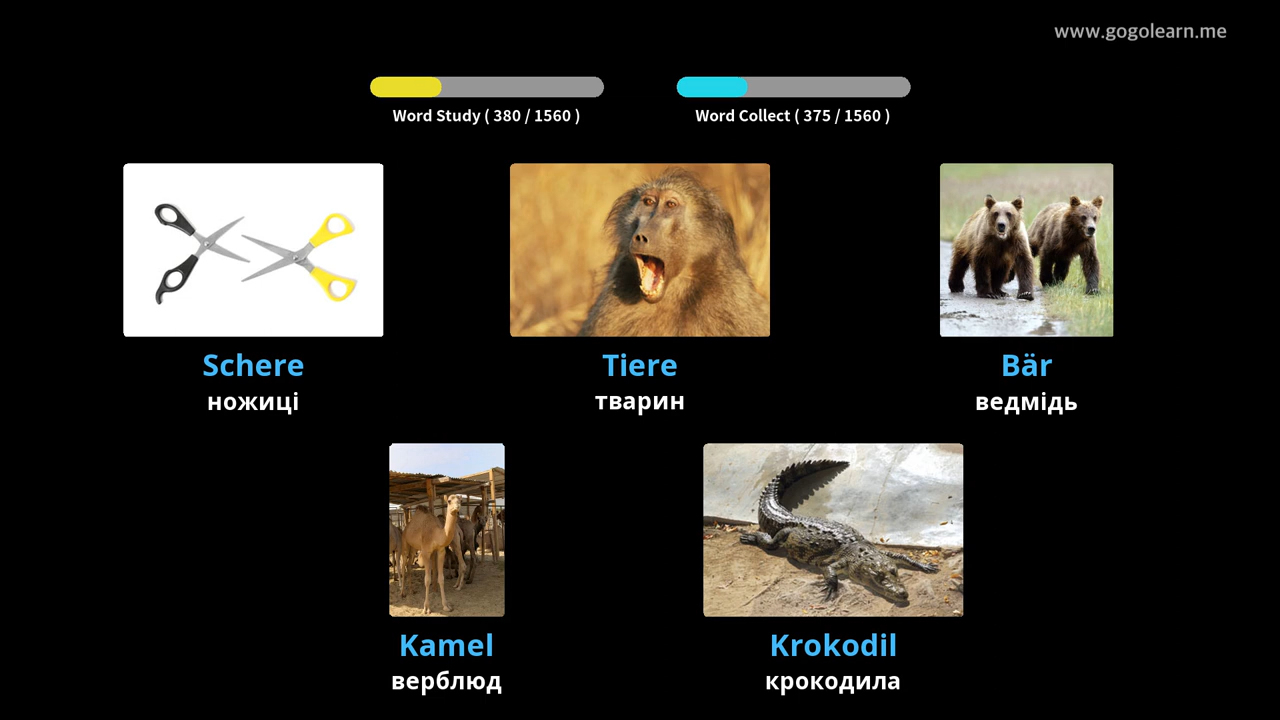 www.gogolearn.me
Word Study ( 380 / 1560 )
Word Collect ( 375 / 1560 )
Schere
ножиці
Tiere
тварин
Bär
ведмідь
Kamel
верблюд
Krokodil
крокодила